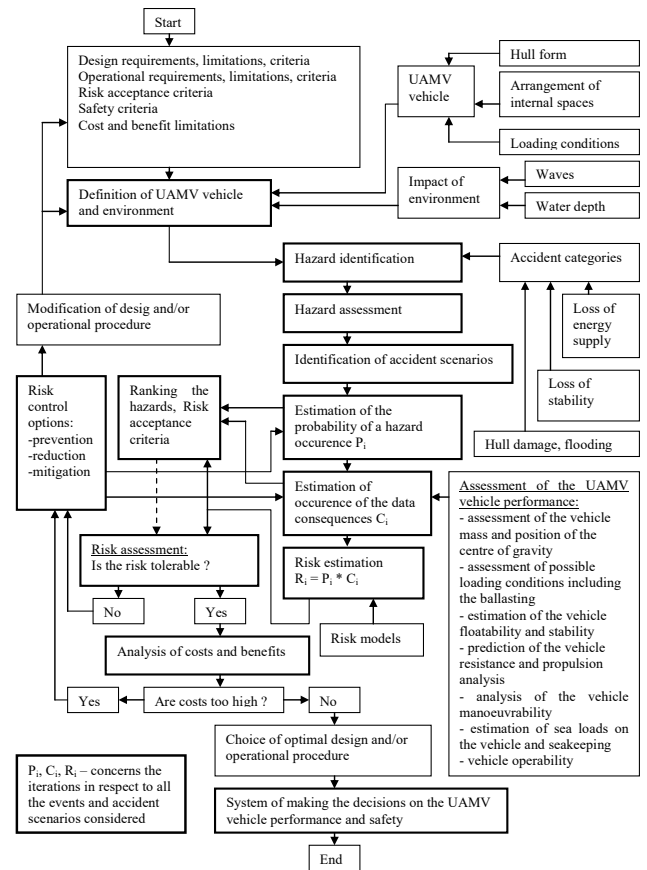 Start
Design requirements, limitations, criteria
Operational requirements, limitations, criteria
Risk acceptance criteria
Safety criteria
Cost and benefit limitations
Hull form
UAMV
vehicle
Arrangement of
internal spaces
Loading conditions
Definition of UAMV vehicle
and environment
Impact of
environment
Waves
Water depth
Hazard identification
Accident categories
Modification of desig and/or
operational procedure
Hazard assessment
Loss of
energy
supply
Identification of accident scenarios
Loss of
stability
Risk
control
options:
-prevention
-reduction
-mitigation
Ranking the
hazards, Risk
acceptance
criteria
Estimation of the
probability of a hazard
occurence Pi
Hull damage, flooding
Estimation of
occurence of the data
consequences Ci
Assessment of the UAMV
vehicle performance:
- assessment of the vehicle
mass and position of the
centre of gravity
- assessment of possible
loading conditions including
the ballasting
- estimation of the vehicle
floatability and stability
- prediction of the vehicle
resistance and propulsion
analysis
- analysis of the vehicle
manoeuvrability
- estimation of sea loads on
the vehicle and seakeeping
- vehicle operability
Risk assessment:
Is the risk tolerable ?
Risk estimation
Ri = Pi * Ci
No
Yes
Risk models
Analysis of costs and benefits
Yes
Are costs too high ?
No
Choice of optimal design and/or
operational procedure
Pi, Ci, Ri – concerns the
iterations in respect to all
the events and accident
scenarios considered
System of making the decisions on the UAMV
vehicle performance and safety
End